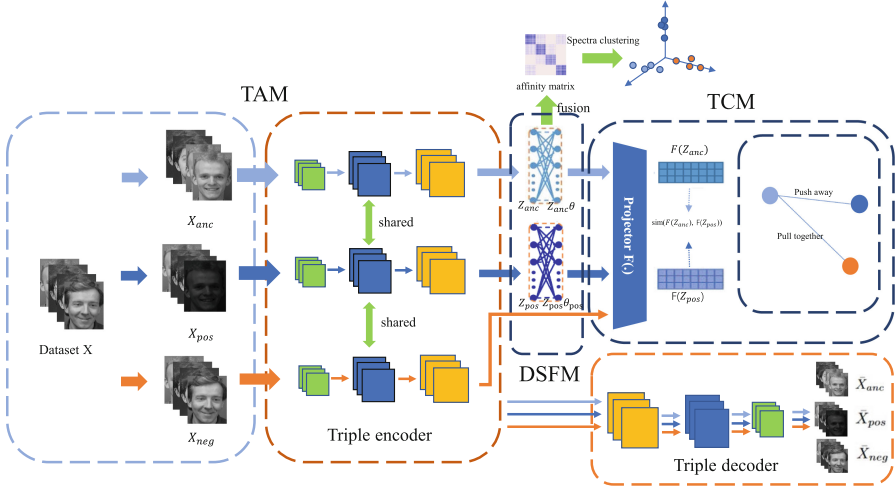 Spectra clustering
affinity matrix
fusion
TAM
TCM
X_anc
shared
Z_anc Z_anc θ
Projector F(.)
F(Z_anc)
sim(F(Z_anc), F(Z_pos))
F(Z_pos)
Push away
Pull together
X_pos
Z_pos Z_pos θ_pos
Dataset X
shared
X_neg
Triple encoder
DSFM
Triple decoder
X̄_anc
X̄_pos
X̄_neg